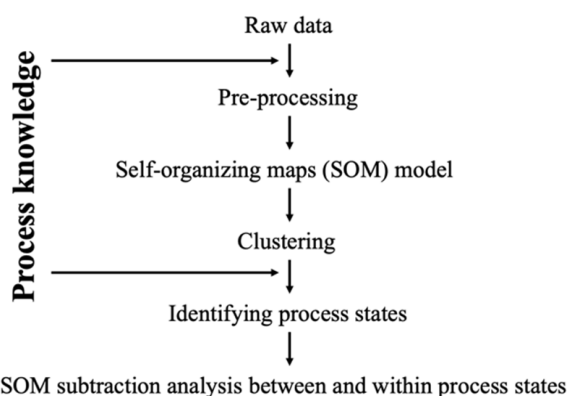 Raw data
Process knowledge
Pre-processing
Self-organizing maps (SOM) model
Clustering
Identifying process states
SOM subtraction analysis between and within process states